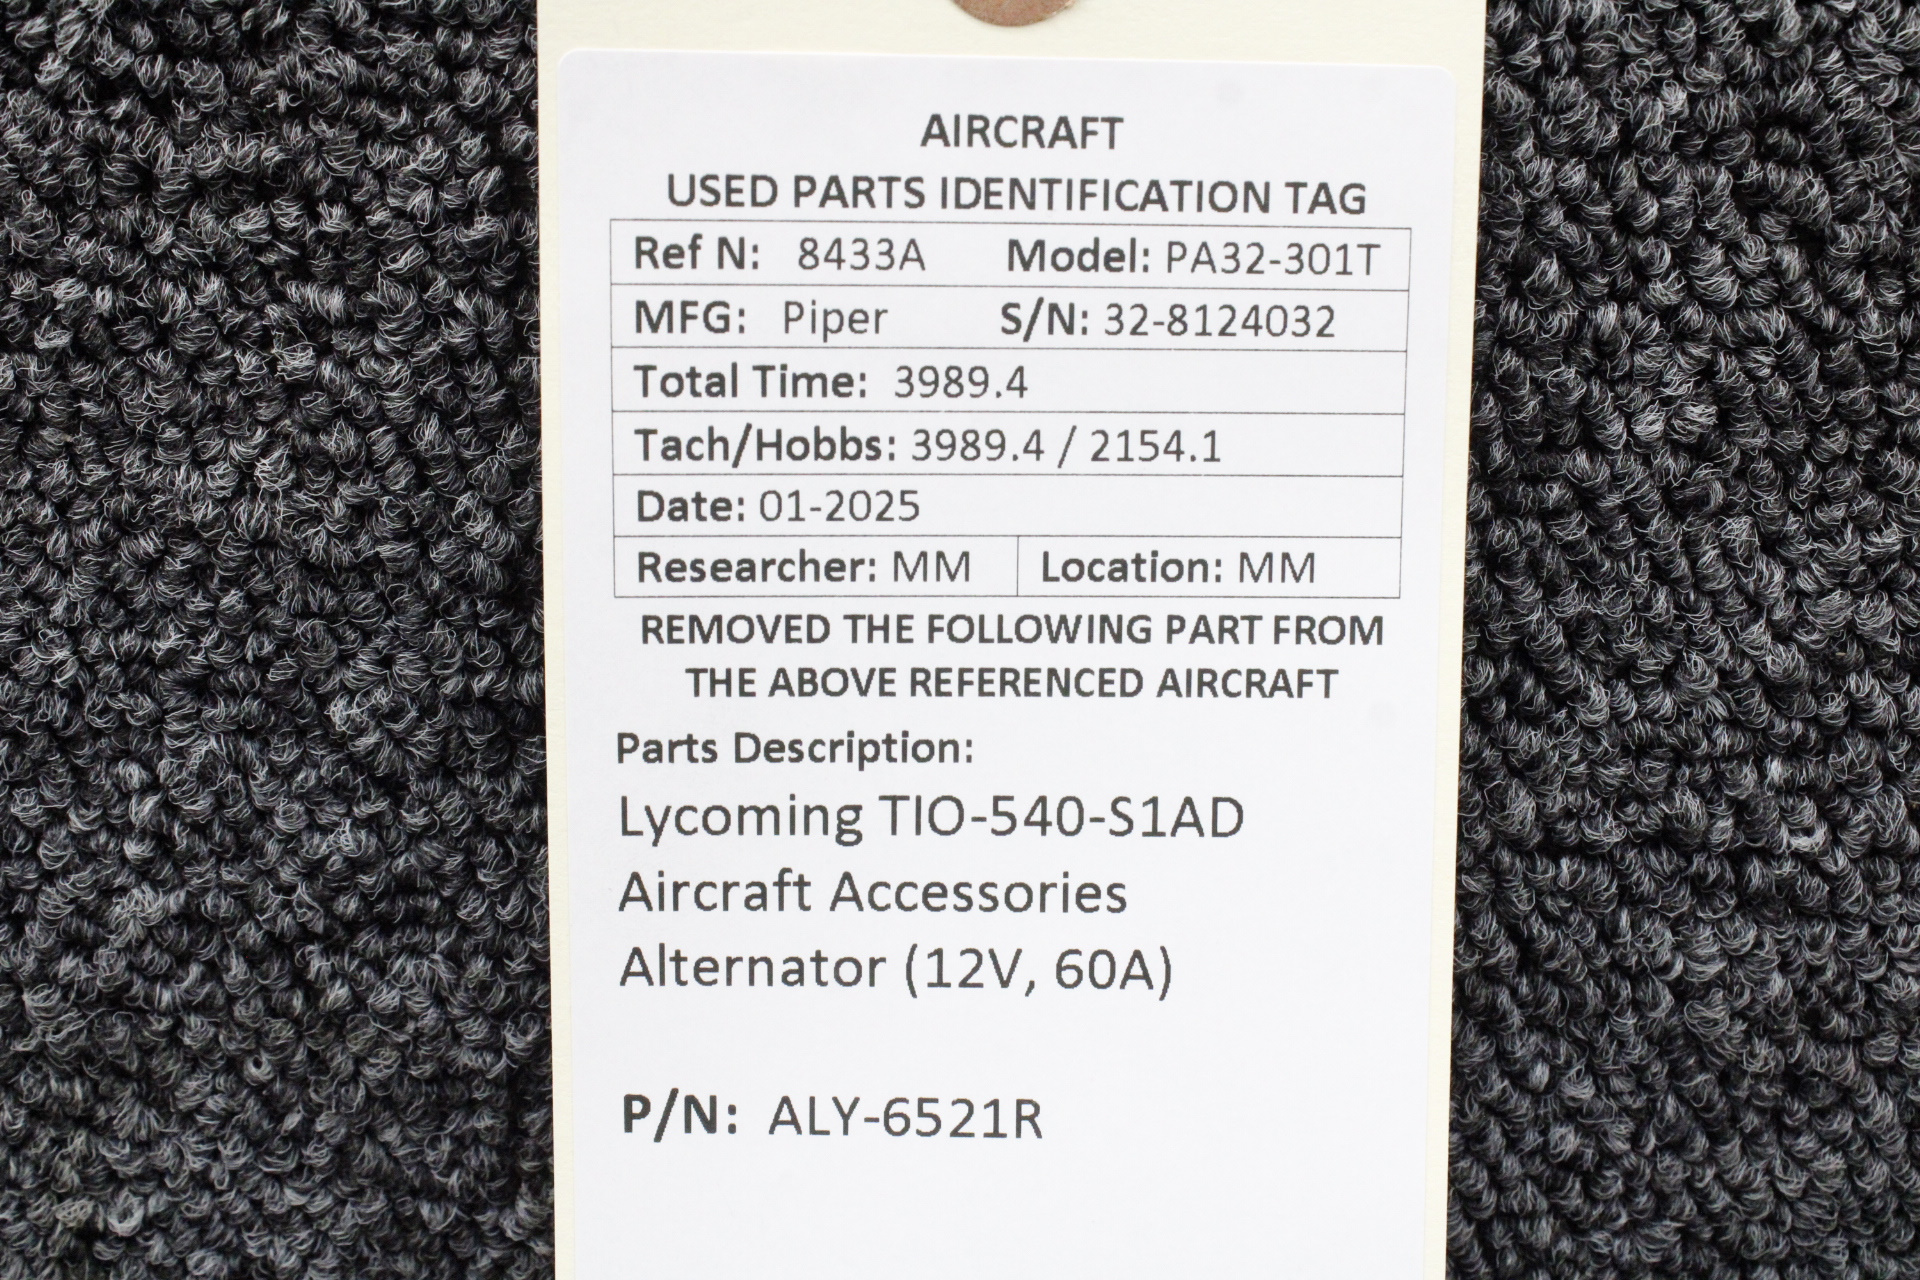 AIRCRAFT
USED PARTS IDENTIFICATION TAG
Ref N: 8433A Model: PA32-301T
MFG: Piper S/N: 32-8124032
Total Time: 3989.4
Tach/Hobbs: 3989.4 / 2154.1
Date: 01-2025
Researcher: MM Location: MM
REMOVED THE FOLLOWING PART FROM
THE ABOVE REFERENCED AIRCRAFT
Parts Description:
Lycoming TIO-540-S1AD
Aircraft Accessories
Alternator (12V, 60A)
P/N: ALY-6521R